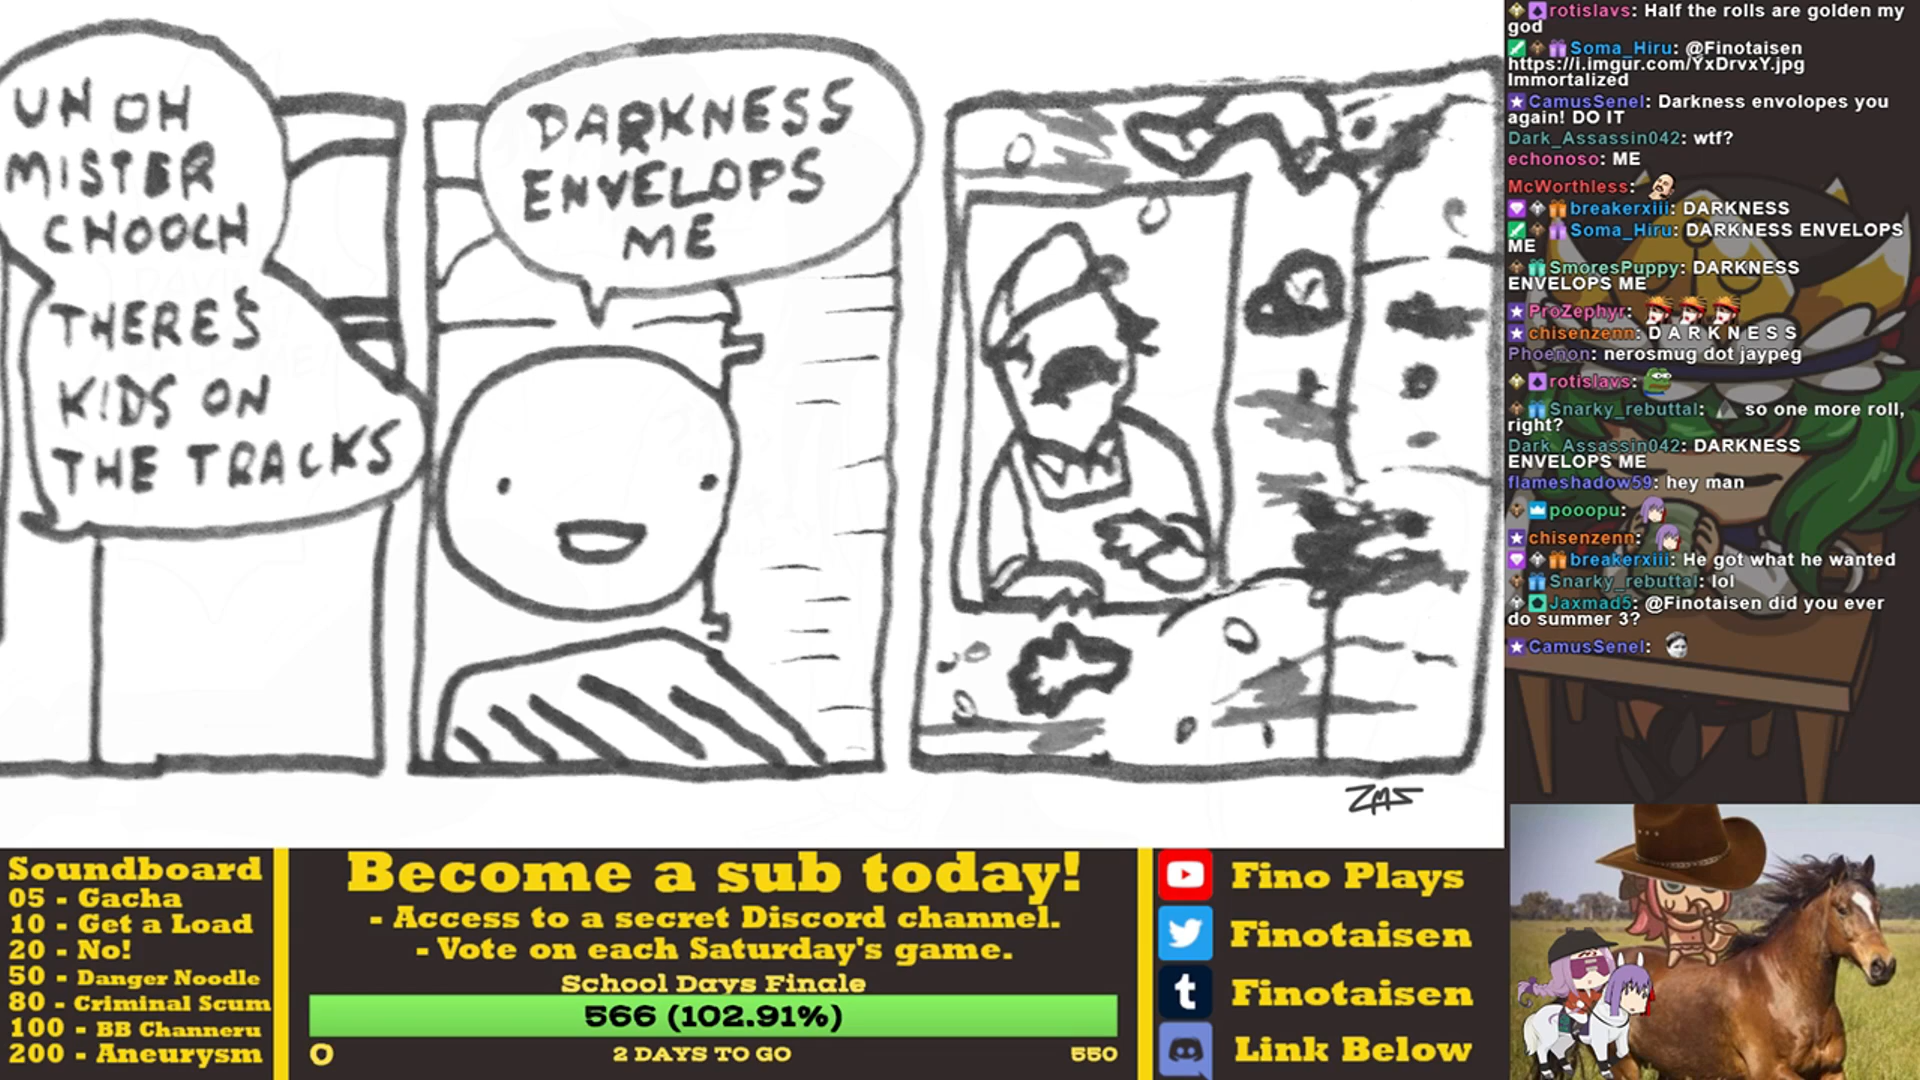 UH OH
MISTER
CHOOCH
THERE'S
KIDS ON
THE TRACKS
DARKNESS
ENVELOPS
ME
ZMS
rotislavs: Half the rolls are golden my
god
Soma_Hiru: @Finotaisen
https://i.imgur.com/YxDrvxY.jpg
Immortalized
CamusSenel: Darkness envolopes you
again! DO IT
Dark_Assassin042: wtf?
echonoso: ME
McWorthless:
breakerxiii: DARKNESS
Soma_Hiru: DARKNESS ENVELOPS
ME
SmoresPuppy: DARKNESS
ENVELOPS ME
ProZephyr:
chisenzenn: D A R K N E S S
Phoenon: nerosmug dot jaypeg
rotislavs:
Snarky_rebuttal: so one more roll,
right?
Dark_Assassin042: DARKNESS
ENVELOPS ME
flameshadow59: hey man
pooopu:
chisenzenn:
breakerxiii: He got what he wanted
Snarky_rebuttal: lol
Jaxmad5: @Finotaisen did you ever
do summer 3?
CamusSenel:
Soundboard
05 - Gacha
10 - Get a Load
20 - No!
50 - Danger Noodle
80 - Criminal Scum
100 - BB Channeru
200 - Aneurysm
Become a sub today!
- Access to a secret Discord channel.
- Vote on each Saturday's game.
School Days Finale
566 (102.91%)
0 2 DAYS TO GO 550
Fino Plays
Finotaisen
Finotaisen
Link Below